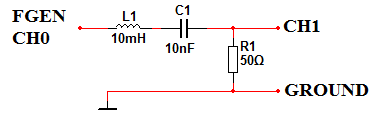 FGEN
CH0
L1
10mH
C1
10nF
CH1
R1
50Ω
GROUND